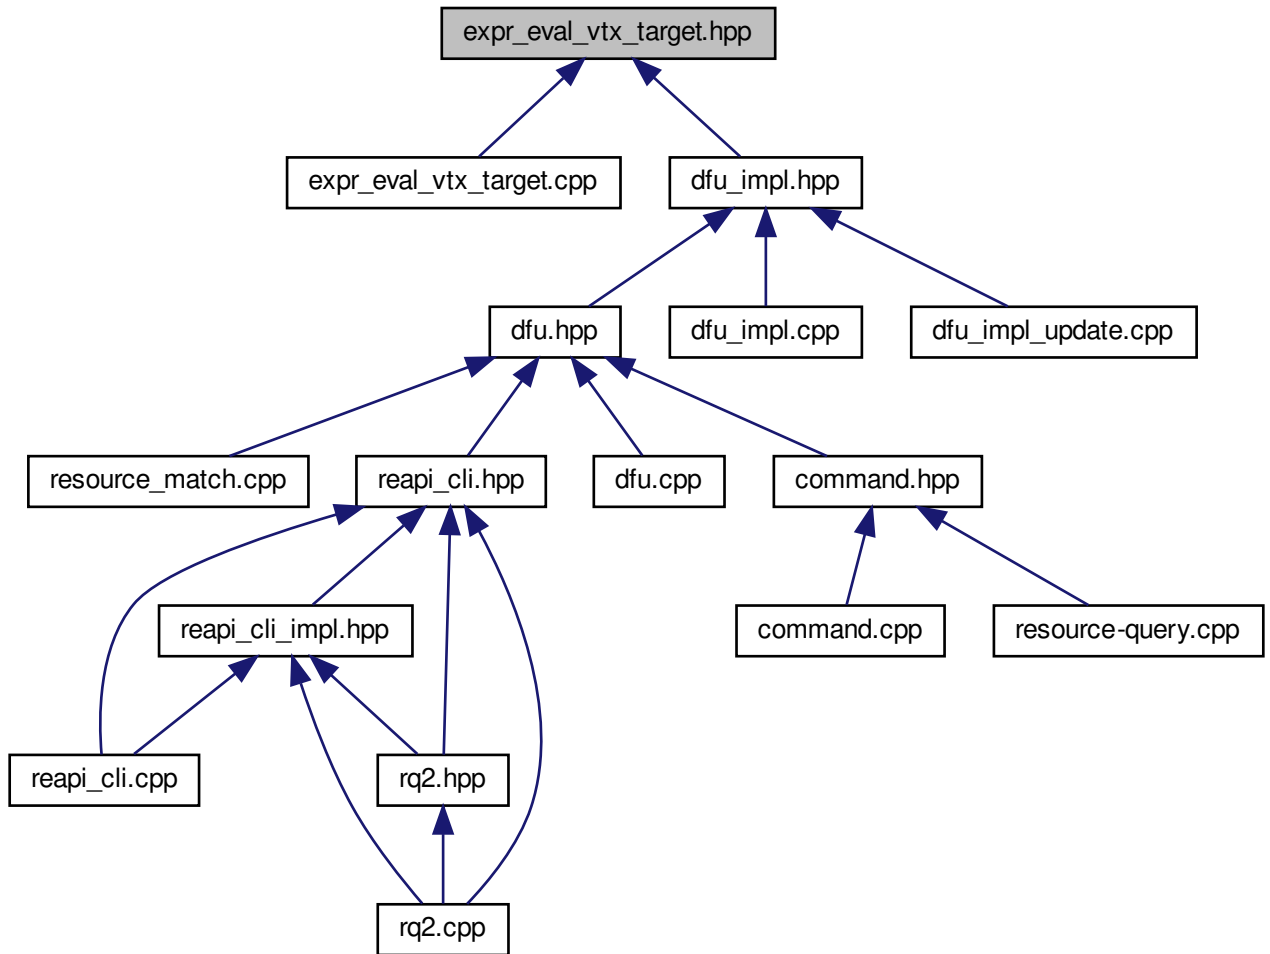 expr_eval_vtx_target.hpp
expr_eval_vtx_target.cpp
dfu_impl.hpp
dfu.hpp
dfu_impl.cpp
dfu_impl_update.cpp
resource_match.cpp
reapi_cli.hpp
dfu.cpp
command.hpp
reapi_cli_impl.hpp
command.cpp
resource-query.cpp
reapi_cli.cpp
rq2.hpp
rq2.cpp